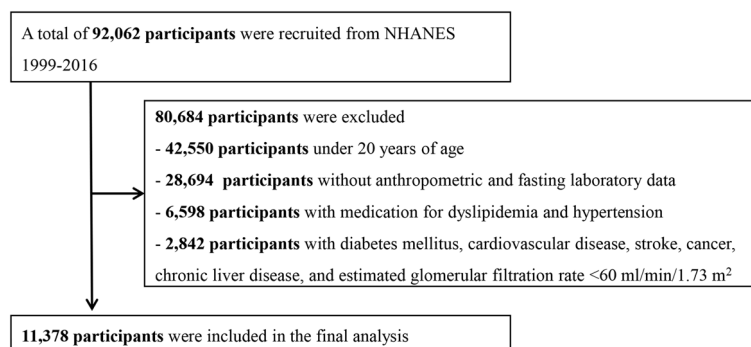 A total of 92,062 participants were recruited from NHANES
1999-2016
80,684 participants were excluded
- 42,550 participants under 20 years of age
- 28,694  participants without anthropometric and fasting laboratory data
- 6,598 participants with medication for dyslipidemia and hypertension
- 2,842 participants with diabetes mellitus, cardiovascular disease, stroke, cancer,
chronic liver disease, and estimated glomerular filtration rate <60 ml/min/1.73 m²
11,378 participants were included in the final analysis